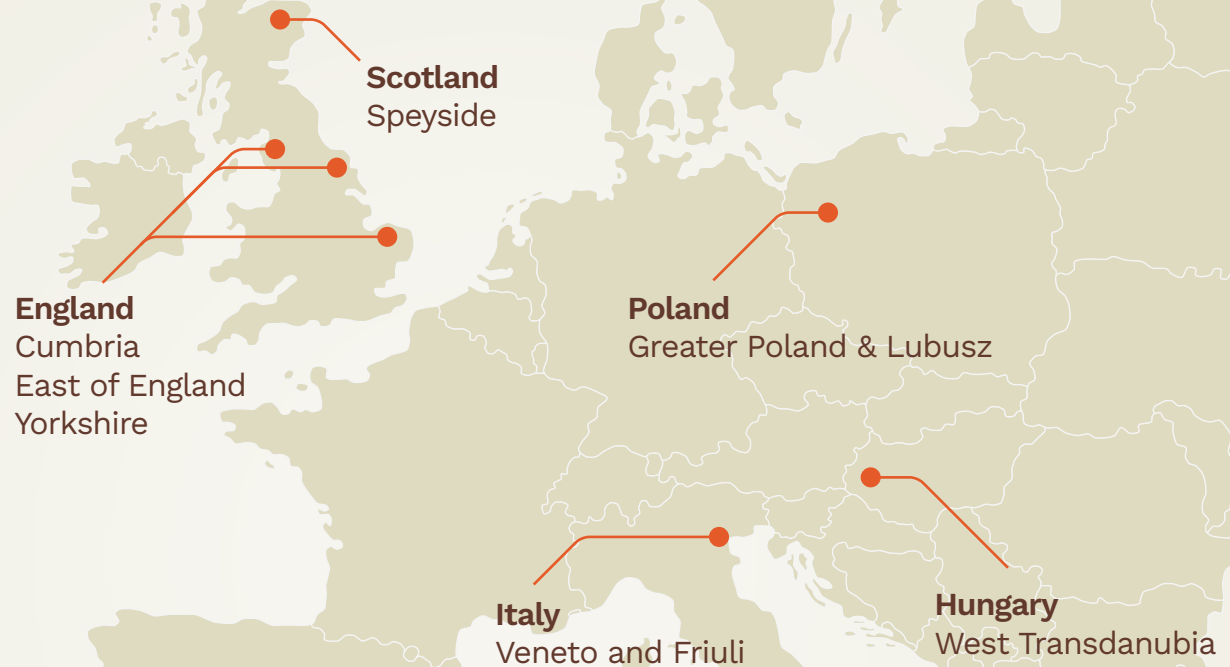 Scotland
Speyside
England
Cumbria
East of England
Yorkshire
Poland
Greater Poland & Lubusz
Italy
Veneto and Friuli
Hungary
West Transdanubia